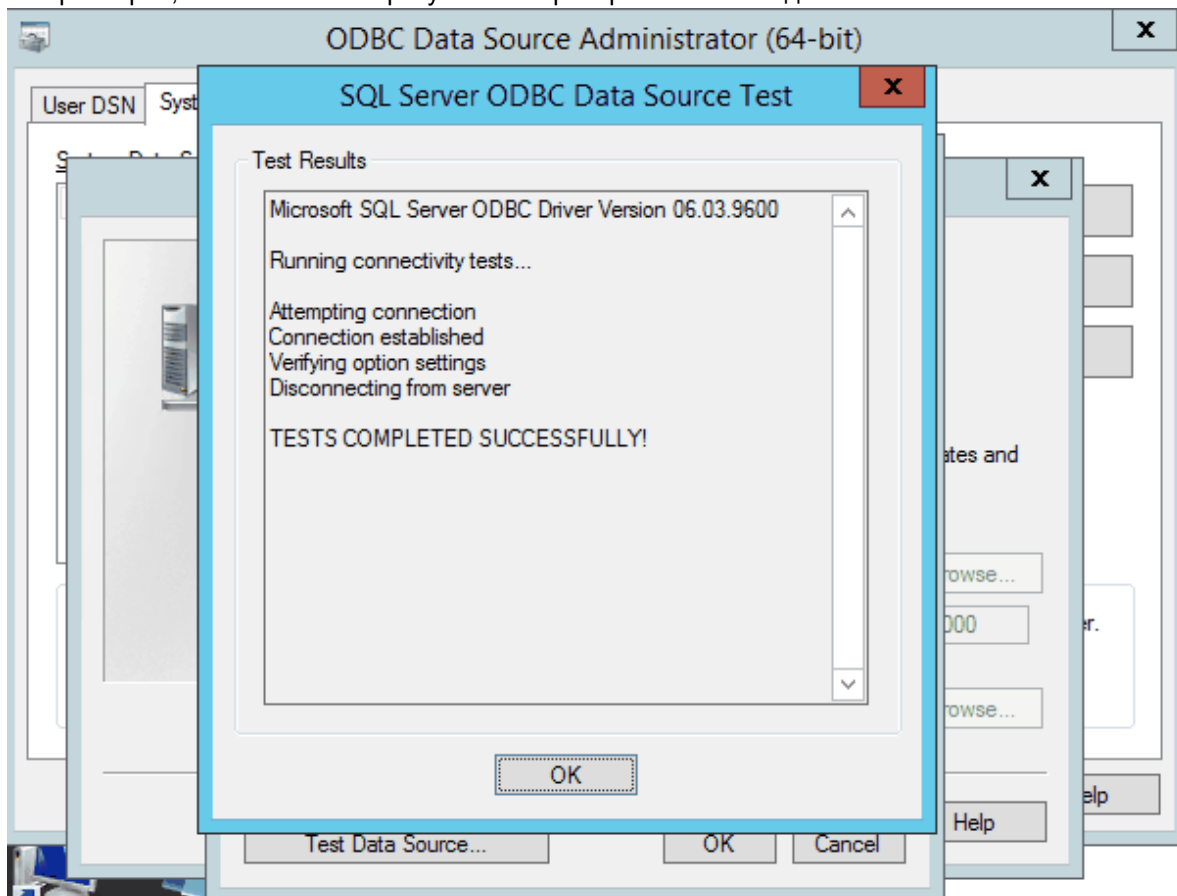 ODBC Data Source Administrator (64-bit)
x
User DSN
SQL Server ODBC Data Source Test
x
Test Results
x
Microsoft SQL Server ODBC Driver Version 06.03.9600
Running connectivity tests...
Attempting connection
Connection established
Verifying option settings
Disconnecting from server
TESTS COMPLETED SUCCESSFULLY!
and
OK
Help
Test Data Source...
OK
Cancel